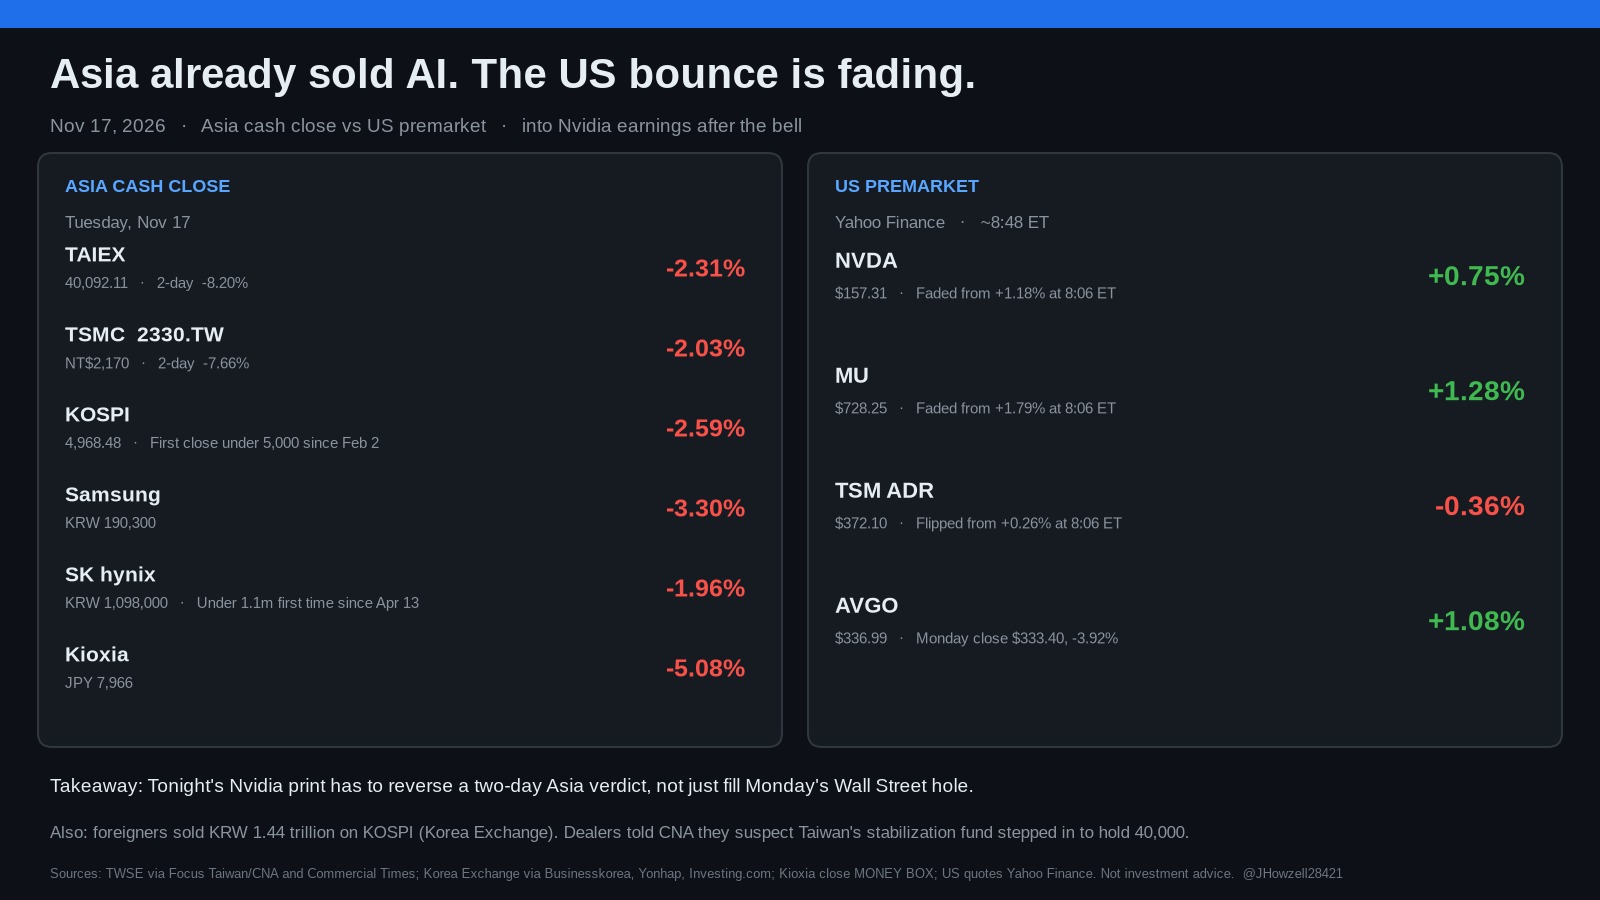 Asia already sold AI. The US bounce is fading.
Nov 17, 2026 · Asia cash close vs US premarket · into Nvidia earnings after the bell
ASIA CASH CLOSE
Tuesday, Nov 17
TAIEX
-2.31%
40,092.11 · 2-day -8.20%
TSMC 2330.TW
-2.03%
NT$2,170 · 2-day -7.66%
KOSPI
-2.59%
4,968.48 · First close under 5,000 since Feb 2
Samsung
-3.30%
KRW 190,300
SK hynix
-1.96%
KRW 1,098,000 · Under 1.1m first time since Apr 13
Kioxia
-5.08%
JPY 7,966
US PREMARKET
Yahoo Finance · ~8:48 ET
NVDA
+0.75%
$157.31 · Faded from +1.18% at 8:06 ET
MU
+1.28%
$728.25 · Faded from +1.79% at 8:06 ET
TSM ADR
-0.36%
$372.10 · Flipped from +0.26% at 8:06 ET
AVGO
+1.08%
$336.99 · Monday close $333.40, -3.92%
Takeaway: Tonight's Nvidia print has to reverse a two-day Asia verdict, not just fill Monday's Wall Street hole.
Also: foreigners sold KRW 1.44 trillion on KOSPI (Korea Exchange). Dealers told CNA they suspect Taiwan's stabilization fund stepped in to hold 40,000.
Sources: TWSE via Focus Taiwan/CNA and Commercial Times; Korea Exchange via Businesskorea, Yonhap, Investing.com; Kioxia close MONEY BOX; US quotes Yahoo Finance. Not investment advice. @JHowzell28421